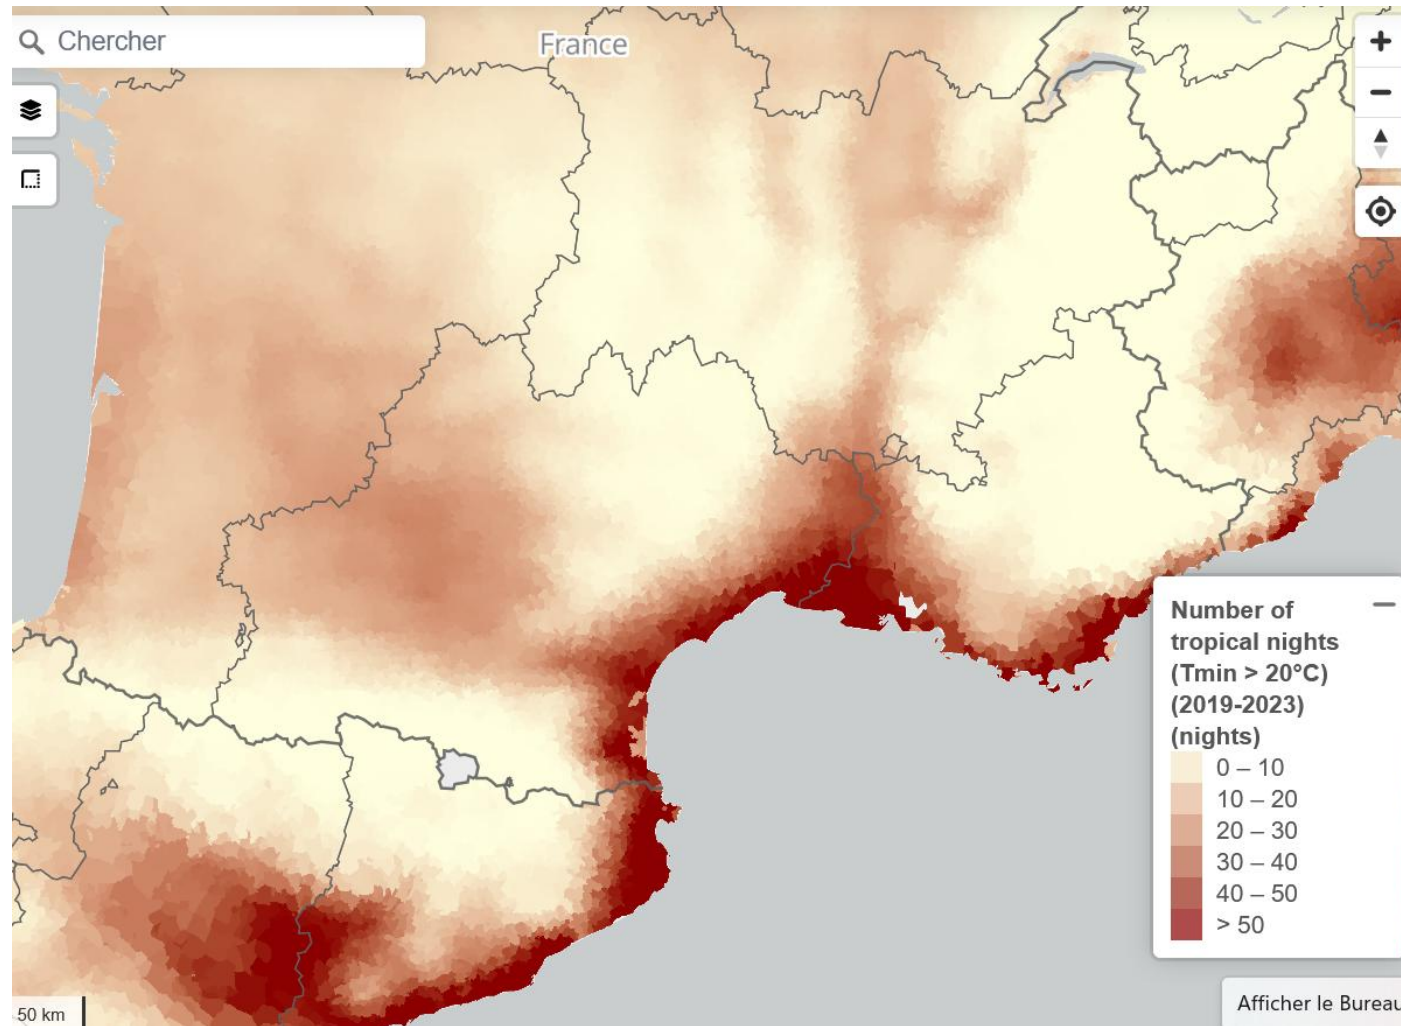 Chercher
France
+
−
Number of
tropical nights
(Tmin > 20°C)
(2019-2023)
(nights)
0 – 10
10 – 20
20 – 30
30 – 40
40 – 50
> 50
50 km
Afficher le Bureau